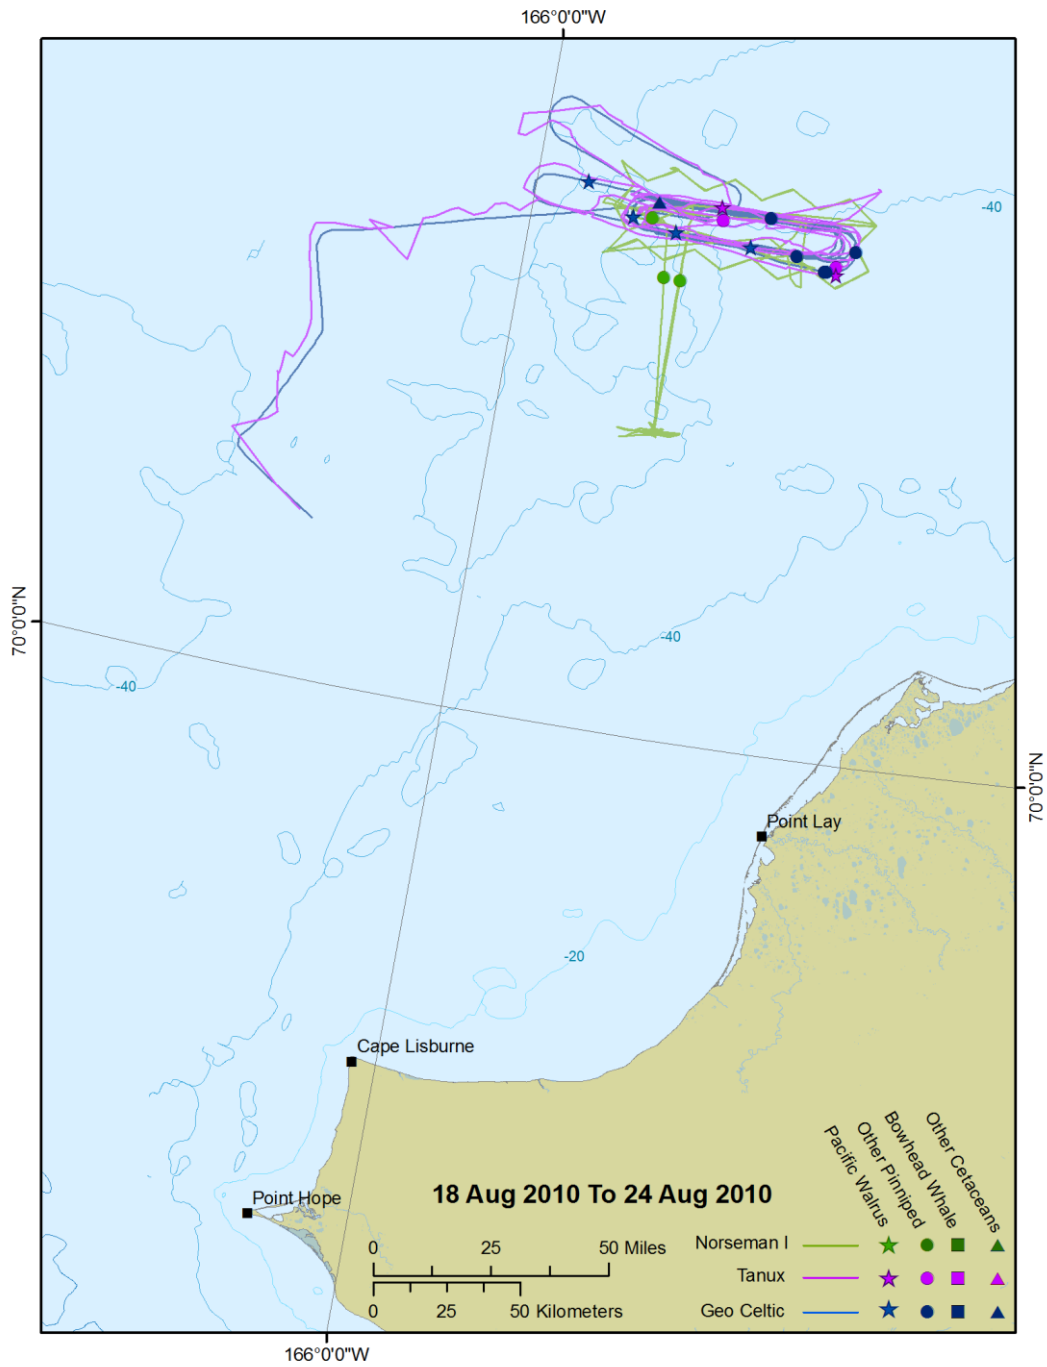 166°0'0"W
-40
70°0'0"N
-40
-40
70°0'0"N
Point Lay
-20
Cape Lisburne
Point Hope
18 Aug 2010 To 24 Aug 2010
0 25 50 Miles
0 25 50 Kilometers
Pacific Walrus
Other Pinniped
Bowhead Whale
Other Cetaceans
Norseman I
Tanux
Geo Celtic
166°0'0"W